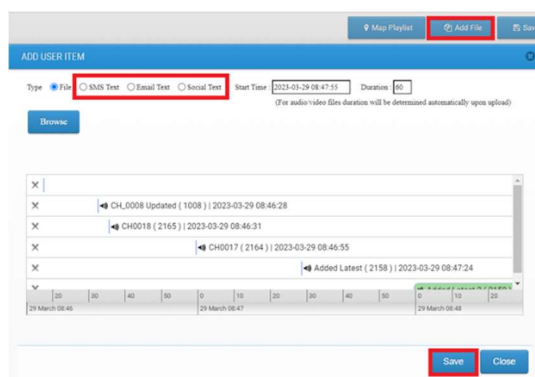 Map Playlist Add File Sav
ADD USER ITEM
Type File SMS Text Email Text Social Text Start Time : 2023-03-29 08:47:55 Duration : 60
(For audio/video files duration will be determined automatically upon upload)
Browse
CH_0008 Updated ( 1008 ) | 2023-03-29 08:46:28
CH0018 ( 2165 ) | 2023-03-29 08:46:31
CH0017 ( 2164 ) | 2023-03-29 08:46:55
Added Latest ( 2158 ) | 2023-03-29 08:47:24
Added Latest 2 ( 2159 )
20 30 40 50 0 10 20 30 40 50 0 10 20
29 March 08:46 29 March 08:47 29 March 08:48
Save Close